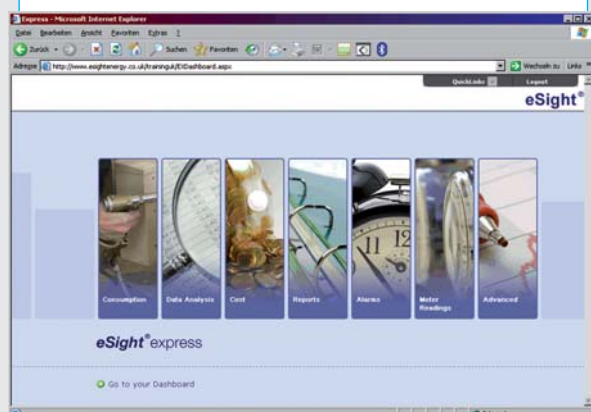 Express - Microsoft Internet Explorer
Datei Bearbeiten Ansicht Favoriten Extras ?
Zurück Suchen Favoriten
Adresse http://www.esightenergy.co.uk/traininguk/EIDashboard.aspx Wechseln zu Links
QuickLinks Logout
eSight®
11 12
Consumption Data Analysis Cost Reports Alarms Meter Readings Advanced
eSight® express
Go to your Dashboard